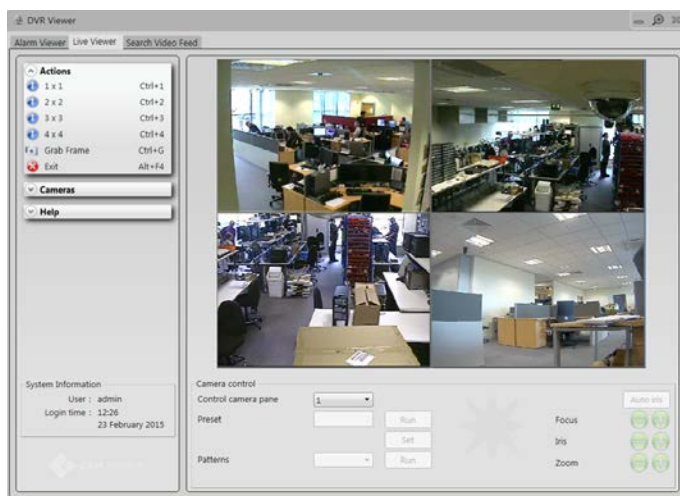 DVR Viewer
Alarm Viewer Live Viewer Search Video Feed
Actions
1 x 1 Ctrl+1
2 x 2 Ctrl+2
3 x 3 Ctrl+3
4 x 4 Ctrl+4
Grab Frame Ctrl+G
Exit Alt+F4
Cameras
Help
System Information
User : admin
Login time : 12:26
23 February 2015
Camera control
Control camera pane 1
Preset Run
Set
Patterns Run
Auto iris
Focus
Iris
Zoom